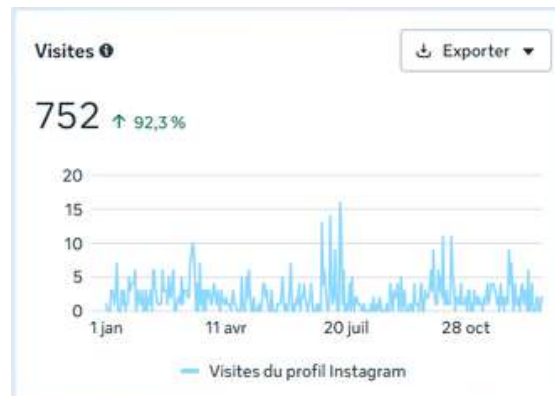 Visites
Exporter
752 ↑ 92,3 %
20
15
10
5
0
1 jan 11 avr 20 juil 28 oct
Visites du profil Instagram